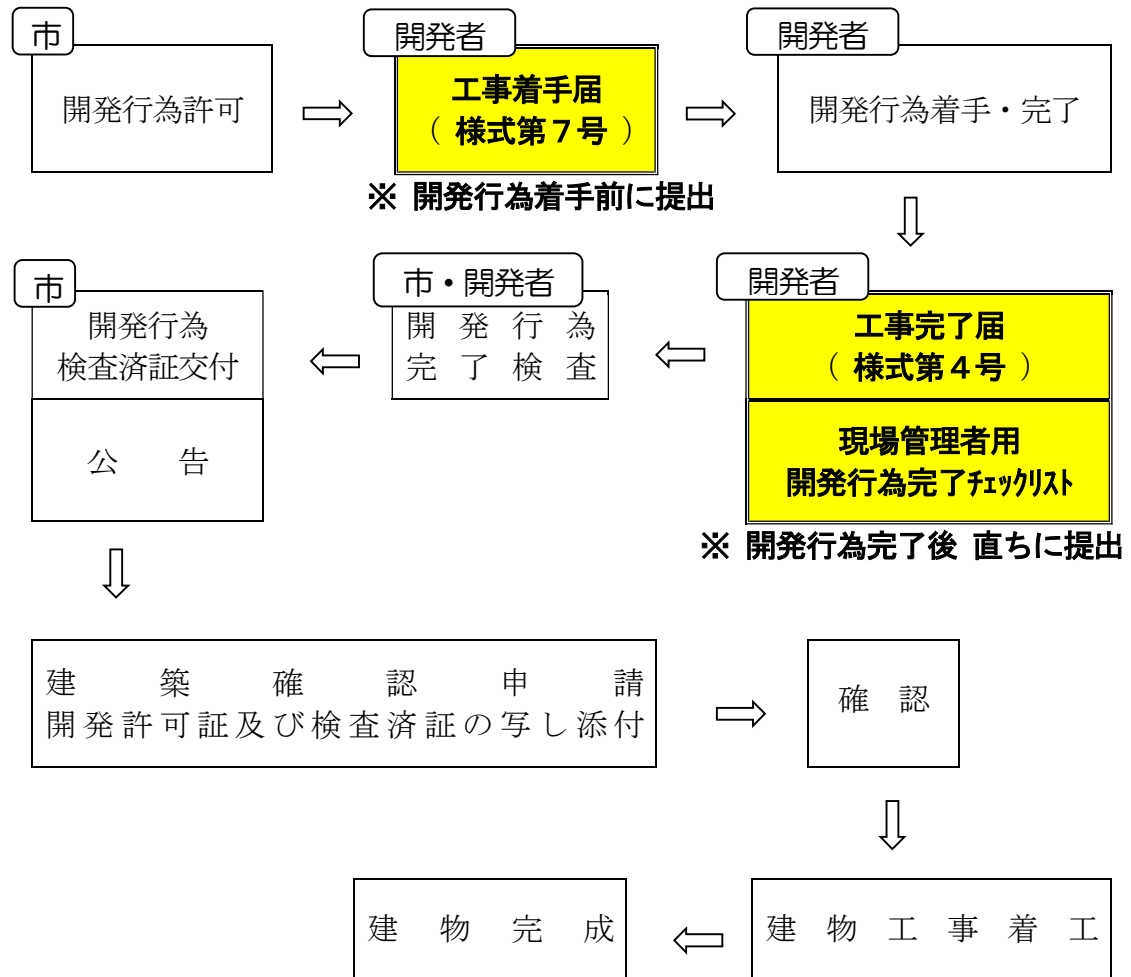 市
開発行為許可
開発者
工事着手届
（ 様式第７号 ）
※ 開発行為着手前に提出
開発者
開発行為着手・完了
開発者
工事完了届
（ 様式第４号 ）
現場管理者用
開発行為完了ﾁｪｯｸﾘｽﾄ
※ 開発行為完了後 直ちに提出
市・開発者
開発行為
完了検査
市
開発行為
検査済証交付
公 告
建築確認申請
開発許可証及び検査済証の写し添付
確 認
建物工事着工
建物完成